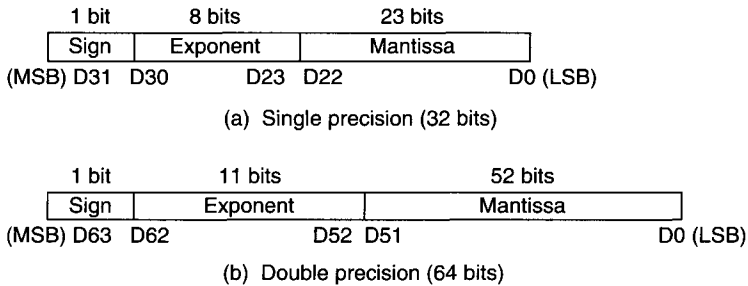 1 bit 8 bits 23 bits
Sign Exponent Mantissa
(MSB) D31 D30 D23 D22 D0 (LSB)
(a) Single precision (32 bits)
1 bit 11 bits 52 bits
Sign Exponent Mantissa
(MSB) D63 D62 D52 D51 D0 (LSB)
(b) Double precision (64 bits)